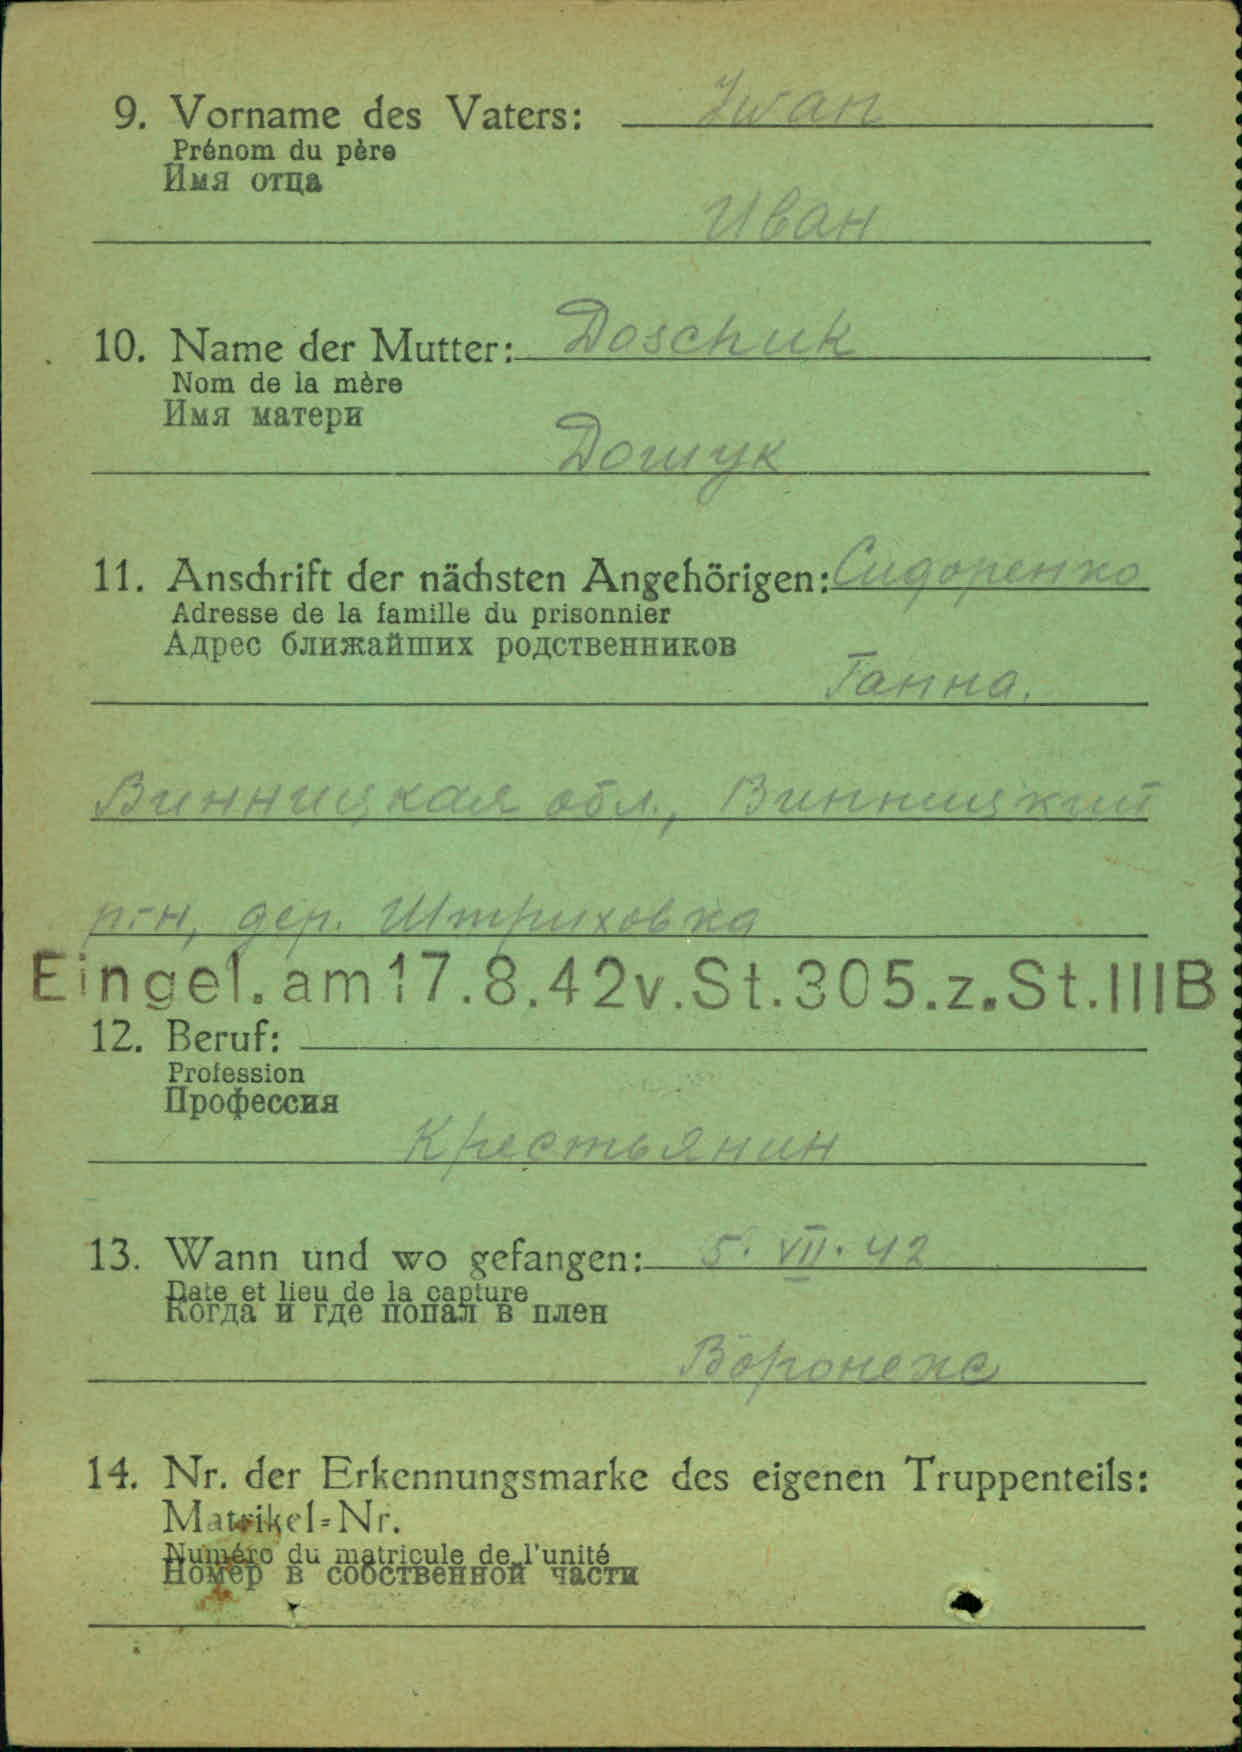 9. Vorname des Vaters: Iwan
Prénom du père
Имя отца
Иван
10. Name der Mutter: Doschuk
Nom de la mère
Имя матери
Дошук
11. Anschrift der nächsten Angehörigen: Сидоренко
Adresse de la famille du prisonnier
Адрес ближайших родственников
Ганна.
Винницкая обл., Винницкий
р-н, дер. Штриховка
Eingel.am17.8.42v.St.305.z.St.IIIB
12. Beruf:
Profession
Профессия
Крестьянин
13. Wann und wo gefangen: 5. VII. 42
Date et lieu de la capture
Когда и где попал в плен
Воронеж
14. Nr. der Erkennungsmarke des eigenen Truppenteils:
Matrikel=Nr.
Numéro du matricule de l'unité
Номер в собственной части